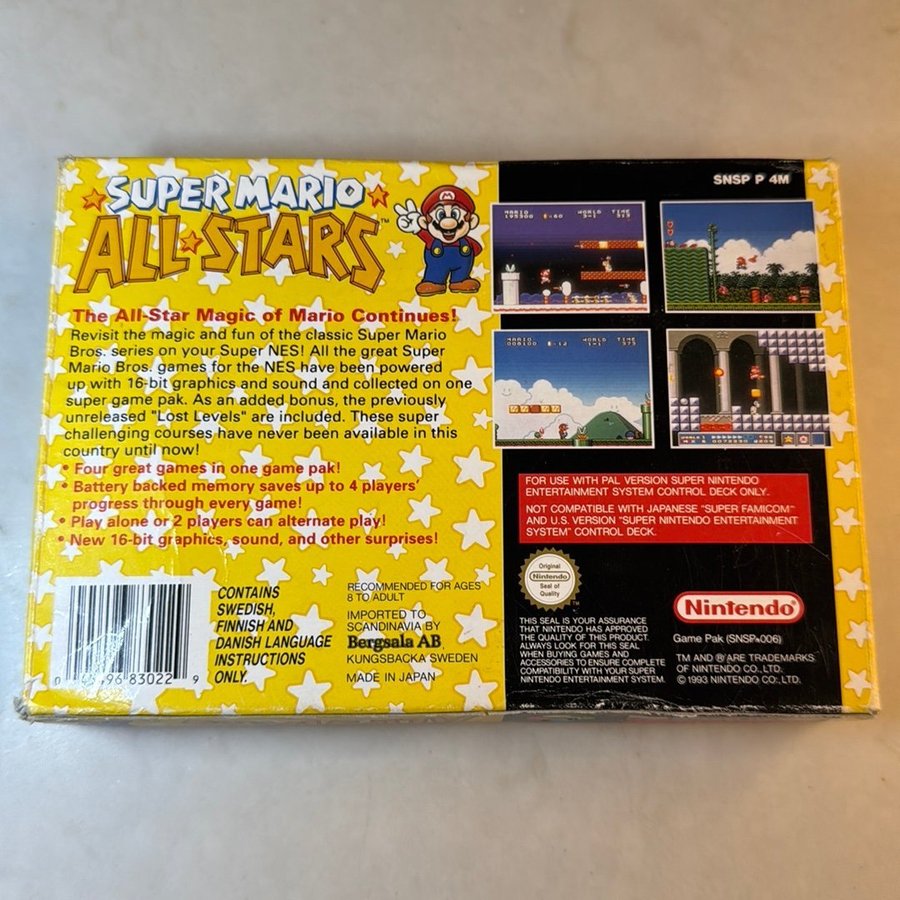 SUPER MARIO
ALL-STARS™
The All-Star Magic of Mario Continues!
Revisit the magic and fun of the classic Super Mario
Bros. series on your Super NES! All the great Super
Mario Bros. games for the NES have been powered
up with 16-bit graphics and sound and collected on one
super game pak. As an added bonus, the previously
unreleased "Lost Levels" are included. These super
challenging courses have never been available in this
country until now!
• Four great games in one game pak!
• Battery backed memory saves up to 4 players'
progress through every game!
• Play alone or 2 players can alternate play!
• New 16-bit graphics, sound, and other surprises!
CONTAINS
SWEDISH,
FINNISH AND
DANISH LANGUAGE
INSTRUCTIONS
ONLY.
RECOMMENDED FOR AGES
8 TO ADULT
IMPORTED TO
SCANDINAVIA BY
Bergsala AB
KUNGSBACKA SWEDEN
MADE IN JAPAN
SNSP P 4M
MARIO WORLD TIME
MARIO WORLD TIME
FOR USE WITH PAL VERSION SUPER NINTENDO
ENTERTAINMENT SYSTEM CONTROL DECK ONLY.
NOT COMPATIBLE WITH JAPANESE "SUPER FAMICOM"
AND U.S. VERSION "SUPER NINTENDO ENTERTAINMENT
SYSTEM" CONTROL DECK.
Original
Nintendo
Seal of
Quality
TM
THIS SEAL IS YOUR ASSURANCE
THAT NINTENDO HAS APPROVED
THE QUALITY OF THIS PRODUCT.
ALWAYS LOOK FOR THIS SEAL
WHEN BUYING GAMES AND
ACCESSORIES TO ENSURE COMPLETE
COMPATIBILITY WITH YOUR SUPER
NINTENDO ENTERTAINMENT SYSTEM.
Nintendo®
Game Pak (SNSP-006)
TM AND ® ARE TRADEMARKS
OF NINTENDO CO., LTD.
© 1993 NINTENDO CO., LTD.